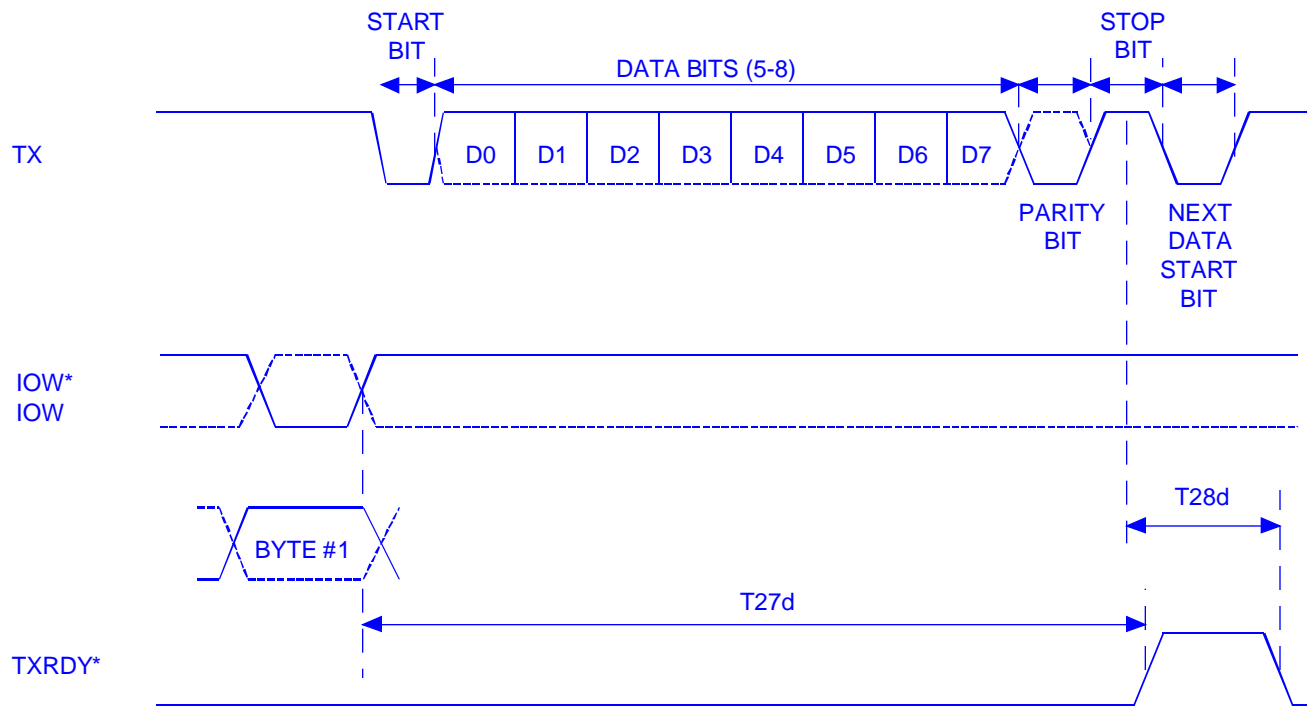 START
BIT
STOP
BIT
DATA BITS (5-8)
TX
D0 D1 D2 D3 D4 D5 D6 D7
PARITY
BIT
NEXT
DATA
START
BIT
IOW*
IOW
T28d
BYTE #1
T27d
TXRDY*